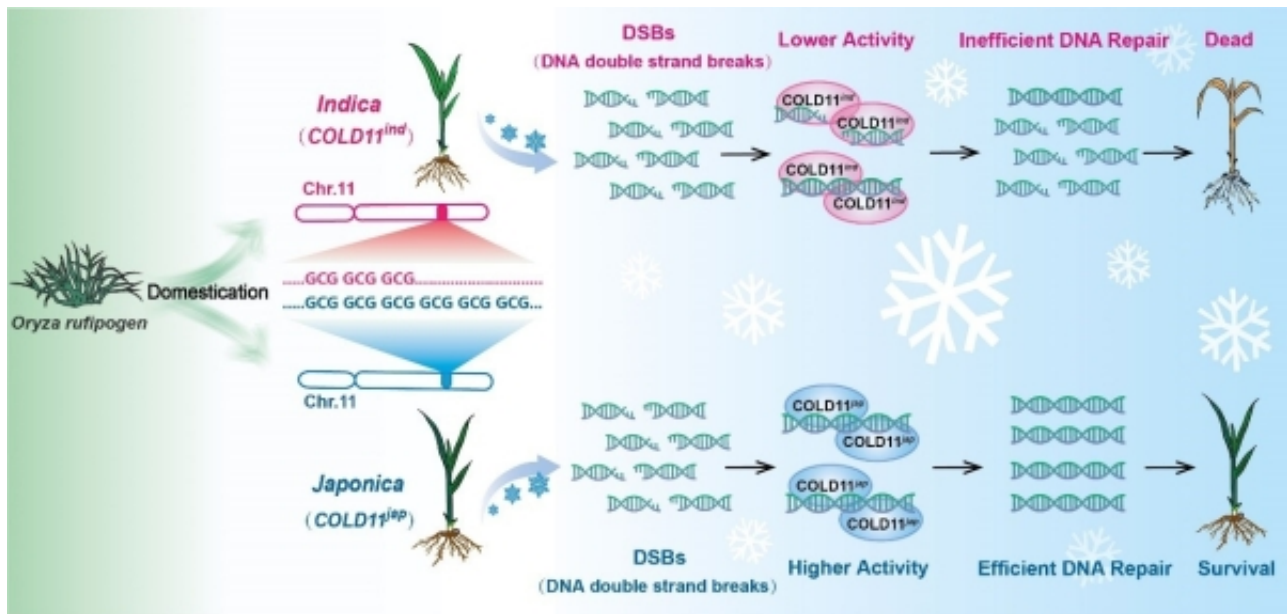 DSBs
(DNA double strand breaks)
Lower Activity
Inefficient DNA Repair
Dead
Indica
(COLD11ind)
COLD11ind
COLD11ind
COLD11ind
COLD11ind
Chr.11
......GCG GCG GCG..............................
......GCG GCG GCG GCG GCG GCG...
Domestication
Oryza rufipogen
Chr.11
Japonica
(COLD11jap)
COLD11jap
COLD11jap
COLD11jap
COLD11jap
DSBs
(DNA double strand breaks)
Higher Activity
Efficient DNA Repair
Survival